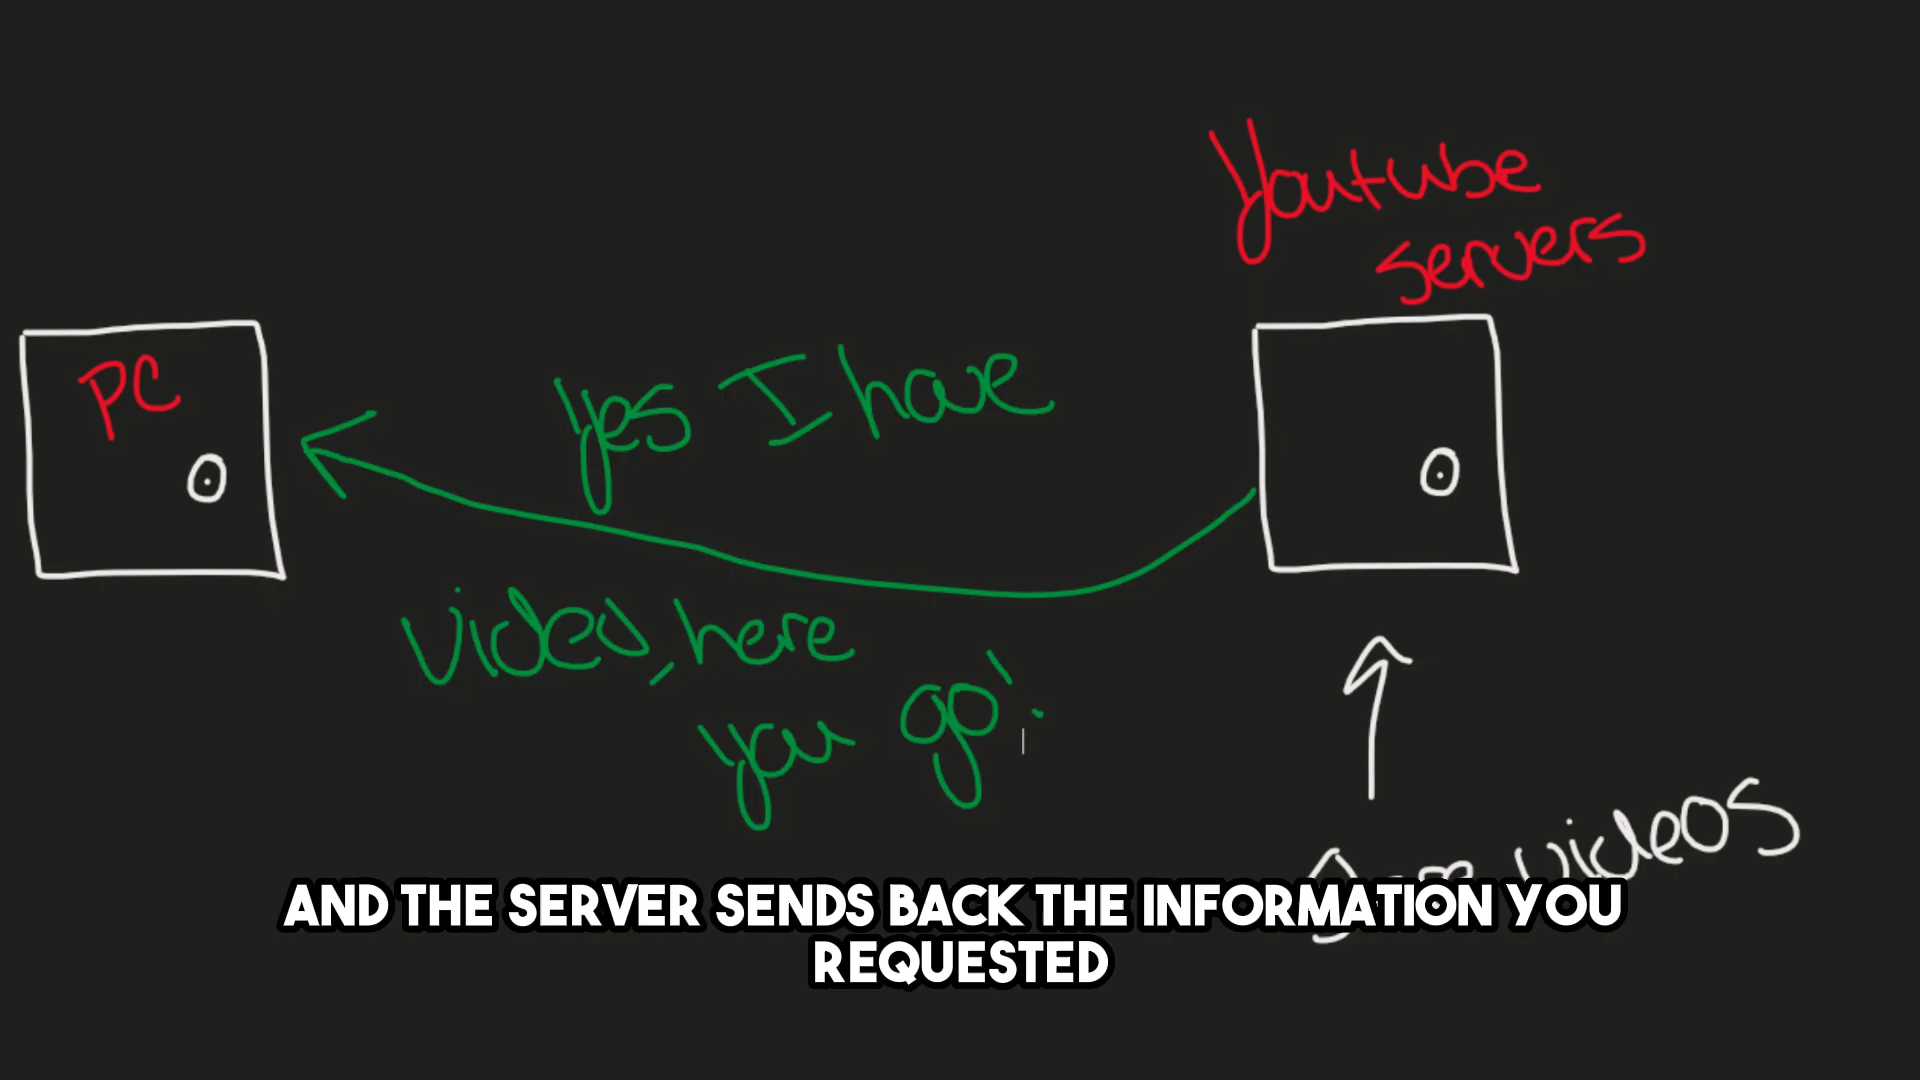 Youtube
servers
PC
yes I have
video, here
you go!
videos
AND THE SERVER SENDS BACK THE INFORMATION YOU
REQUESTED